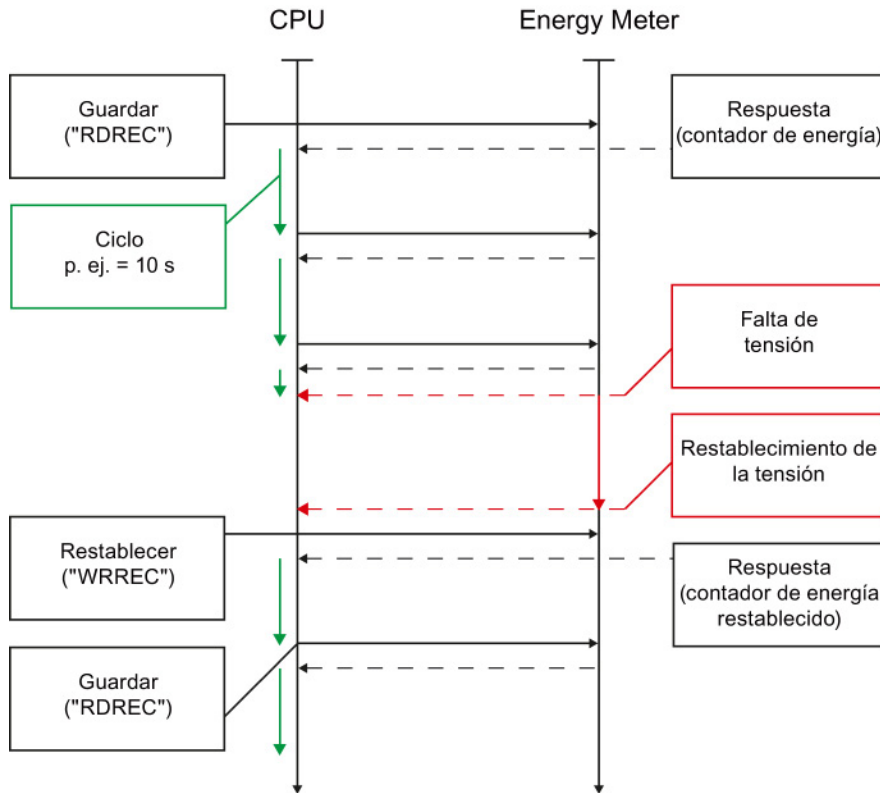 CPU
Energy Meter
Guardar
("RDREC")
Respuesta
(contador de energía)
Ciclo
p. ej. = 10 s
Falta de
tensión
Restablecimiento de
la tensión
Restablecer
("WRREC")
Respuesta
(contador de energía
restablecido)
Guardar
("RDREC")